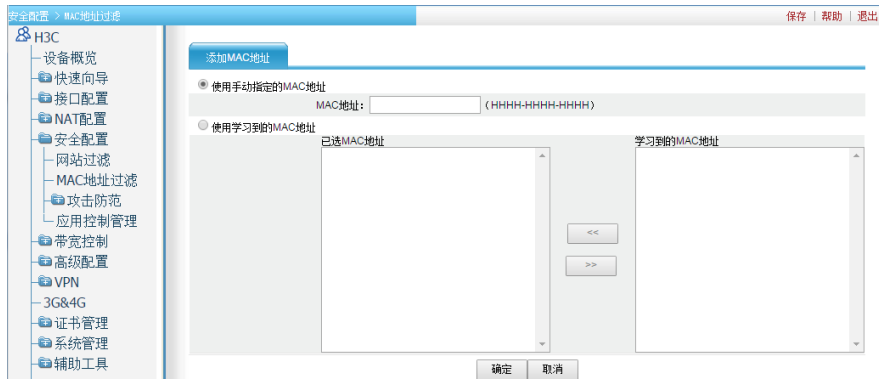 安全配置 > MAC地址过滤
保存 | 帮助 | 退出
H3C
设备概览
快速向导
接口配置
NAT配置
安全配置
网站过滤
MAC地址过滤
攻击防范
应用控制管理
带宽控制
高级配置
VPN
3G&4G
证书管理
系统管理
辅助工具
添加MAC地址
使用手动指定的MAC地址
MAC地址: (HHHH-HHHH-HHHH)
使用学习到的MAC地址
已选MAC地址 学习到的MAC地址
<<
>>
确定 取消